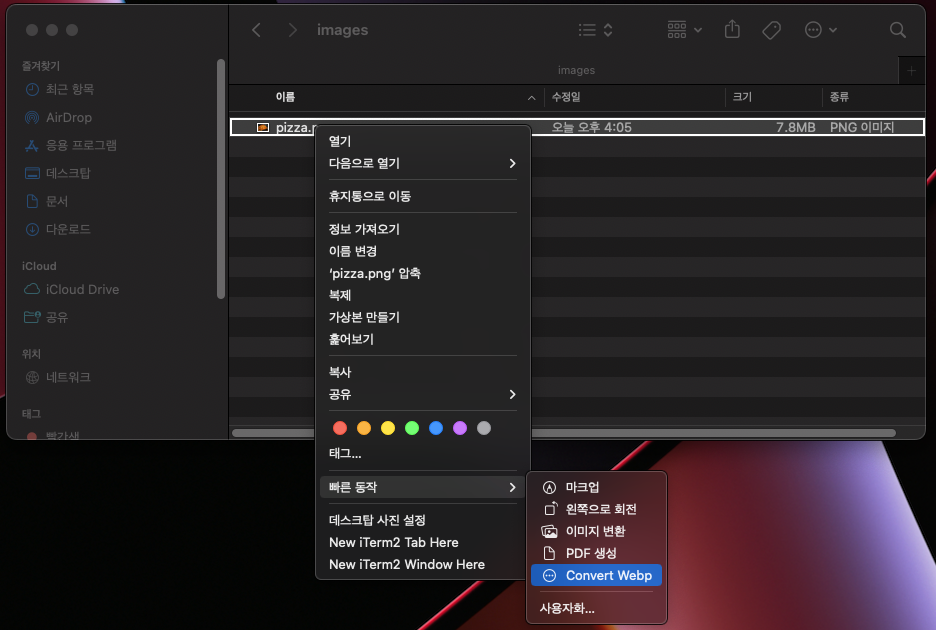 images
images
즐겨찾기
최근 항목
AirDrop
응용 프로그램
데스크탑
문서
다운로드
iCloud
iCloud Drive
공유
위치
네트워크
태그
빨간색
이름 수정일 크기 종류
pizza.p 오늘 오후 4:05 7.8MB PNG 이미지
열기
다음으로 열기
휴지통으로 이동
정보 가져오기
이름 변경
‘pizza.png’ 압축
복제
가상본 만들기
훑어보기
복사
공유
태그...
빠른 동작
데스크탑 사진 설정
New iTerm2 Tab Here
New iTerm2 Window Here
마크업
왼쪽으로 회전
이미지 변환
PDF 생성
Convert Webp
사용자화...